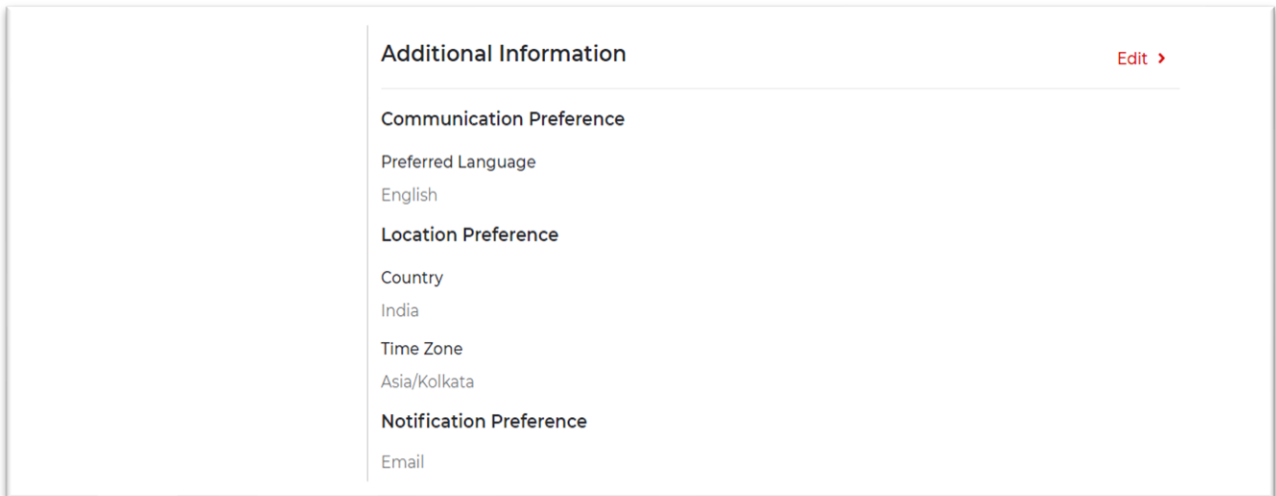 Additional Information
Edit >
Communication Preference
Preferred Language
English
Location Preference
Country
India
Time Zone
Asia/Kolkata
Notification Preference
Email